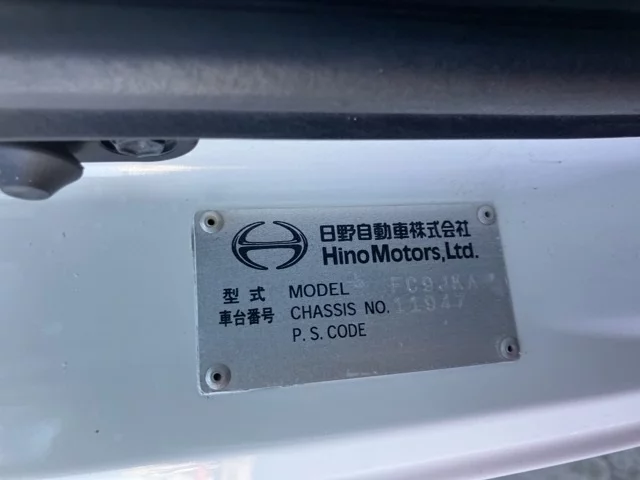 日野自動車株式会社
Hino Motors, Ltd.
型式 MODEL FC9JKA
車台番号 CHASSIS NO. 11947
P. S. CODE